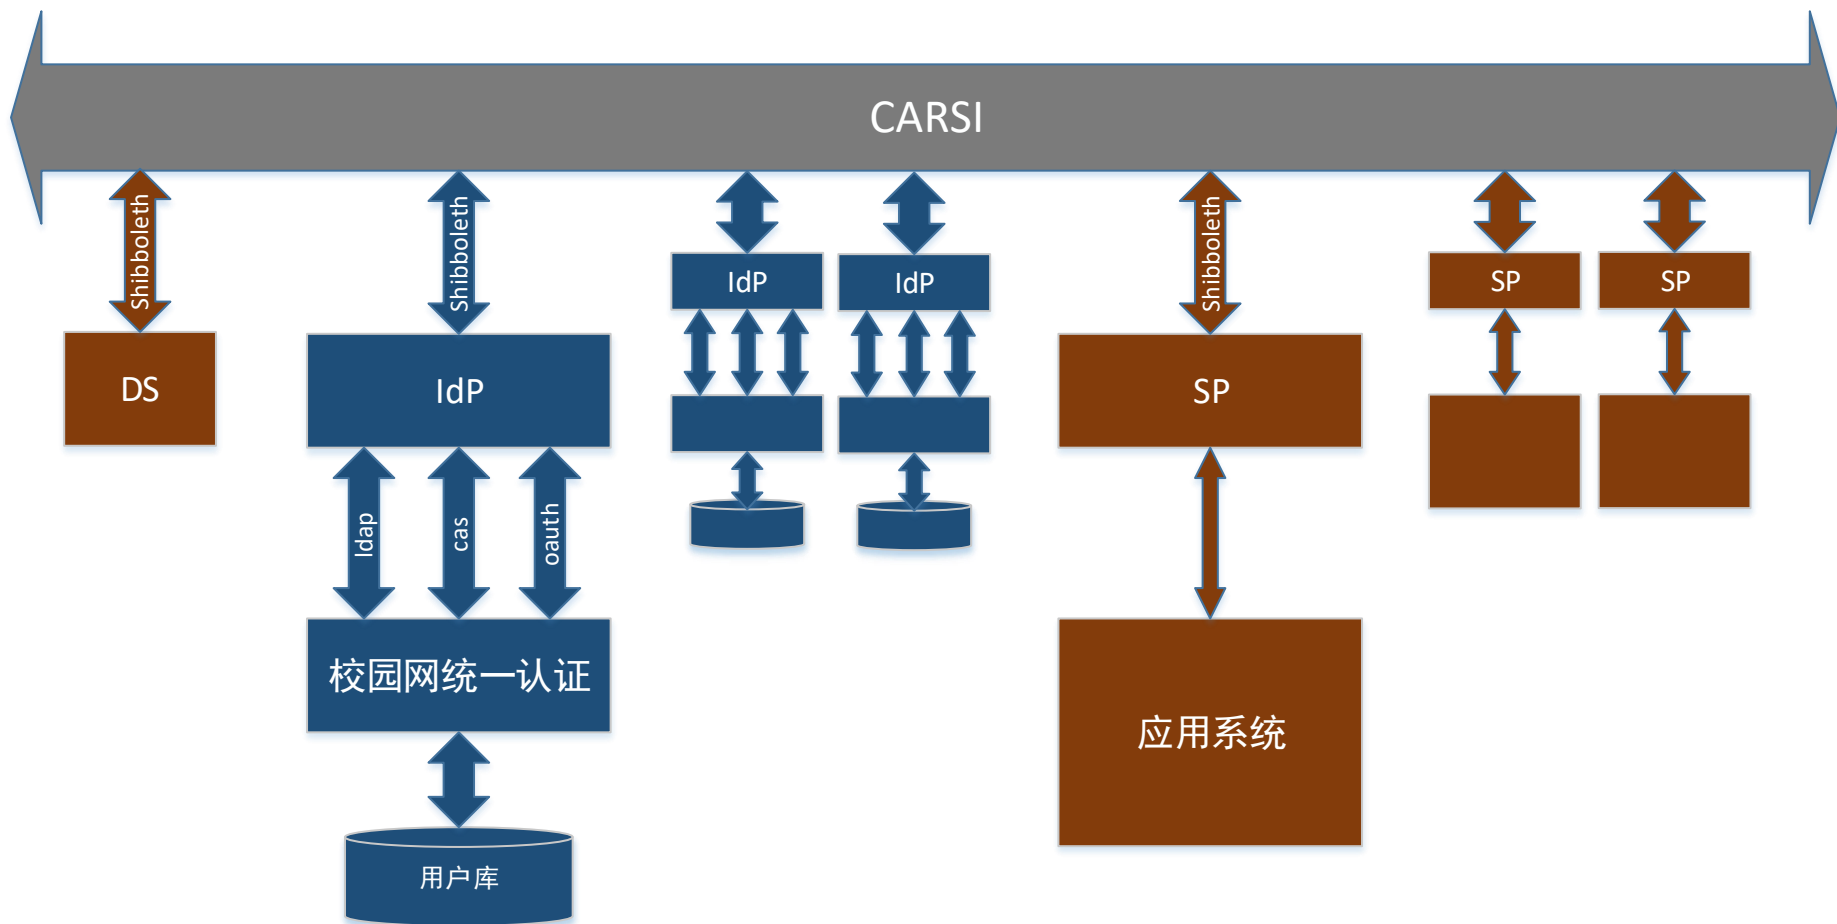 CARSI
Shibboleth
Shibboleth
Shibboleth
IdP
IdP
SP
SP
DS
IdP
SP
ldap
cas
oauth
校园网统一认证
应用系统
用户库